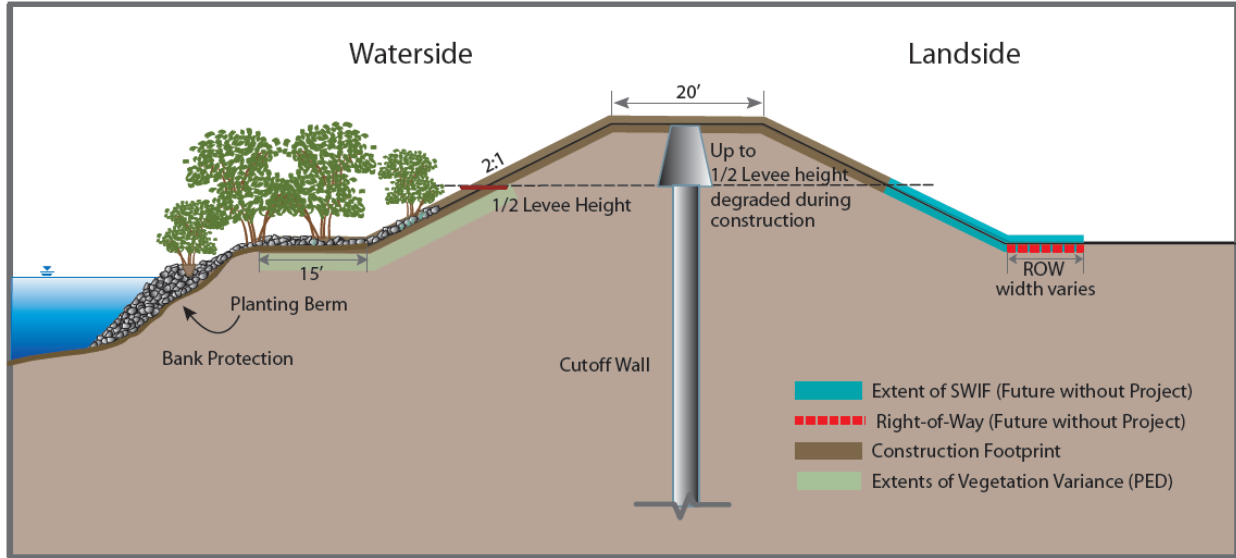 Waterside
Landside
20'
2:1
Up to
1/2 Levee height
degraded during
construction
1/2 Levee Height
15'
Planting Berm
Bank Protection
Cutoff Wall
ROW
width varies
Extent of SWIF (Future without Project)
Right-of-Way (Future without Project)
Construction Footprint
Extents of Vegetation Variance (PED)